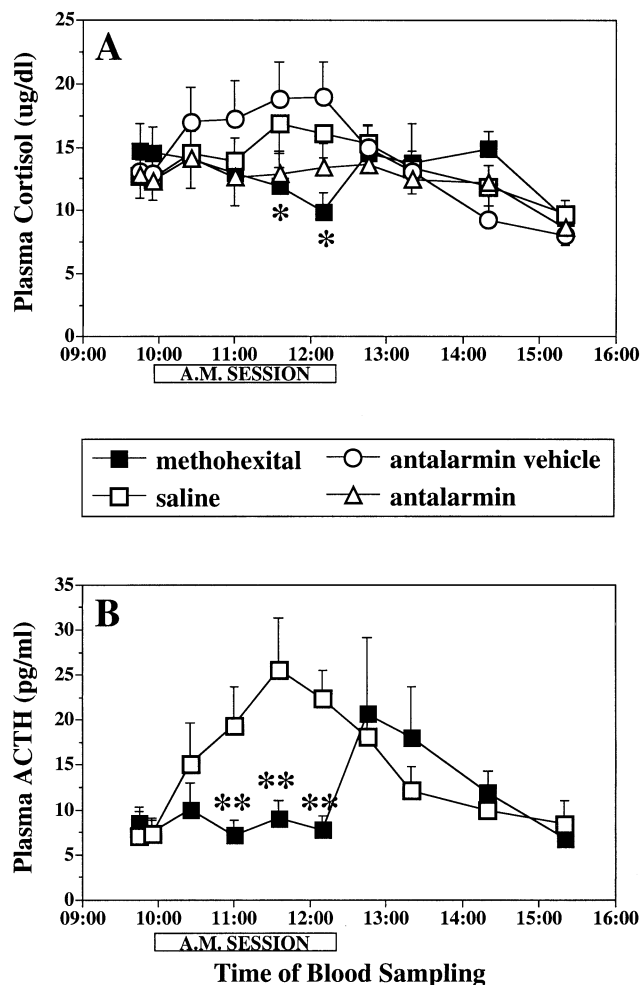 A
Plasma Cortisol (ug/dl)
25
20
15
10
5
0
* *
09:00 10:00 11:00 12:00 13:00 14:00 15:00 16:00
A.M. SESSION
methohexital antalarmin vehicle
saline antalarmin
B
Plasma ACTH (pg/ml)
35
30
25
20
15
10
5
0
** ** **
09:00 10:00 11:00 12:00 13:00 14:00 15:00 16:00
A.M. SESSION
Time of Blood Sampling